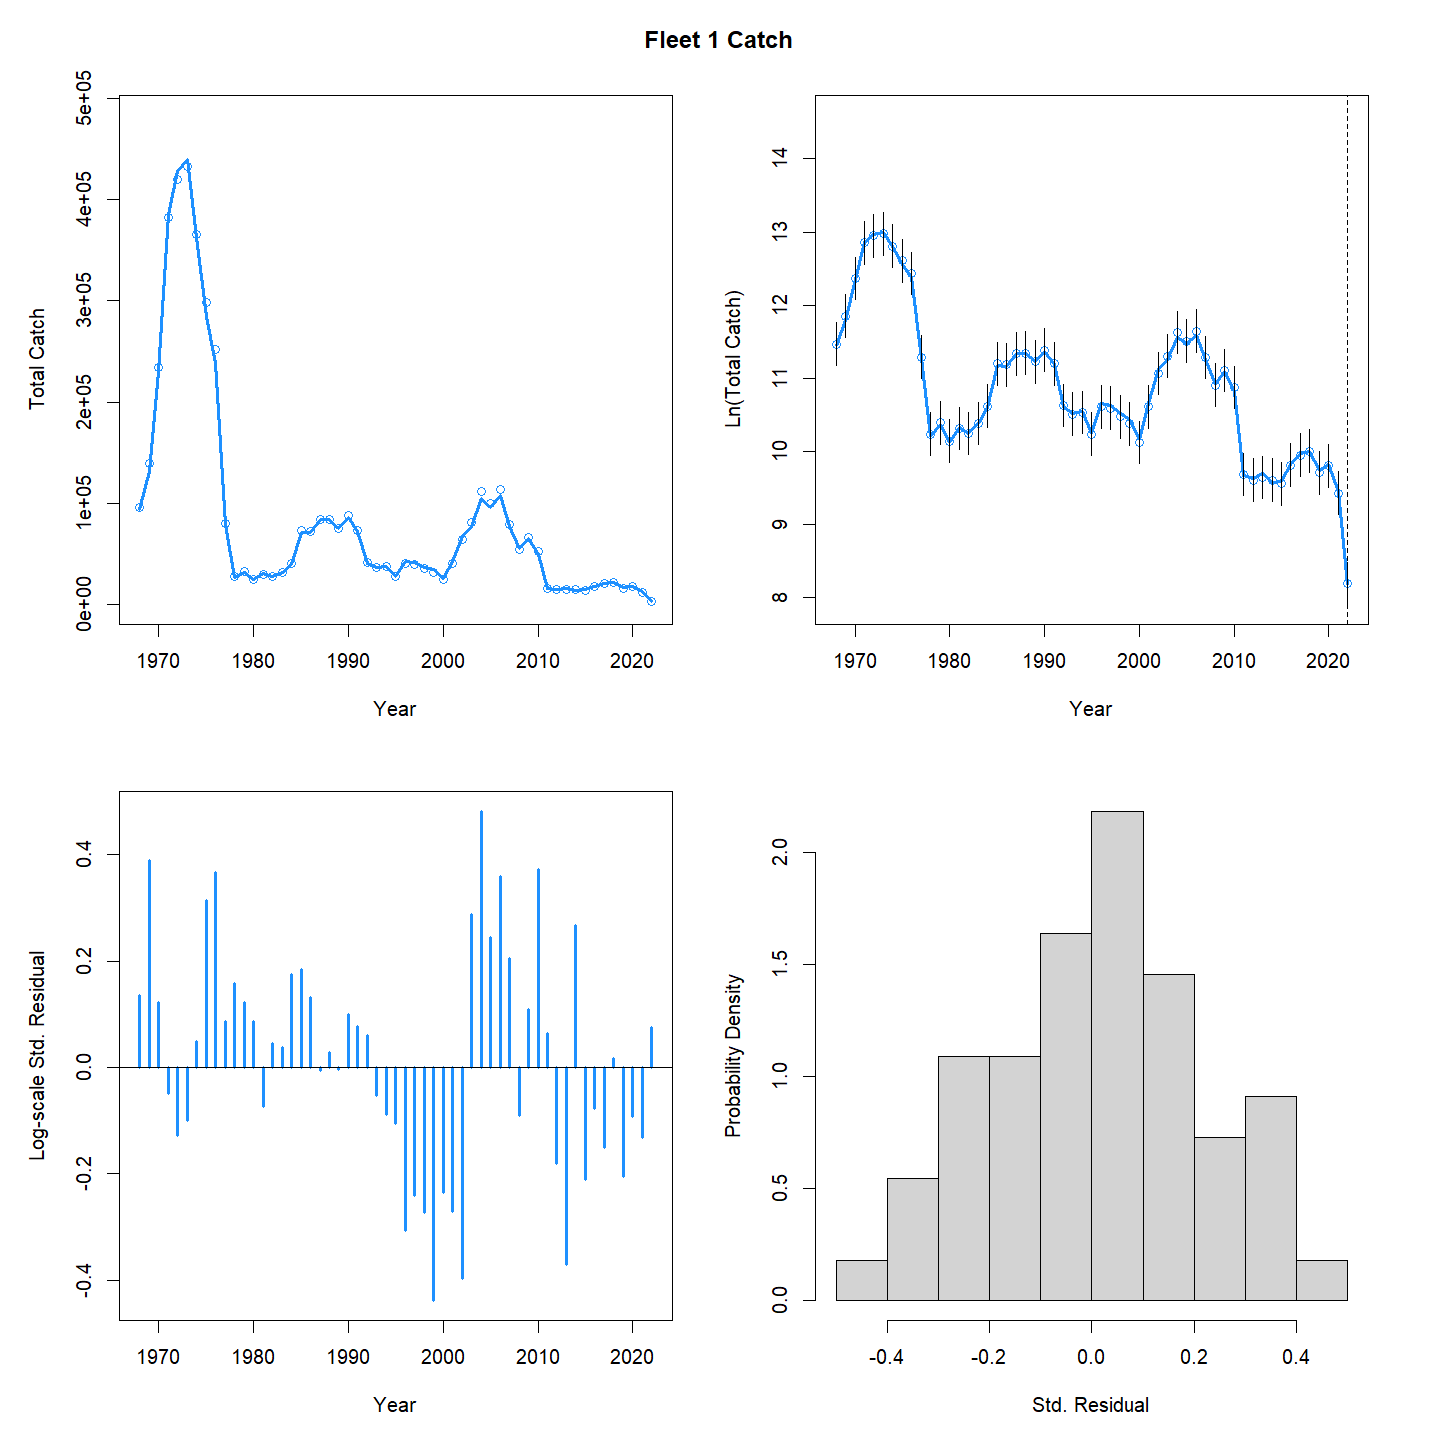 Fleet 1 Catch
Total Catch
5e+05
4e+05
3e+05
2e+05
1e+05
0e+00
1970 1980 1990 2000 2010 2020
Year
Ln(Total Catch)
14
13
12
11
10
9
8
1970 1980 1990 2000 2010 2020
Year
Log-scale Std. Residual
0.4
0.2
0.0
-0.2
-0.4
1970 1980 1990 2000 2010 2020
Year
Probability Density
2.0
1.5
1.0
0.5
0.0
-0.4 -0.2 0.0 0.2 0.4
Std. Residual